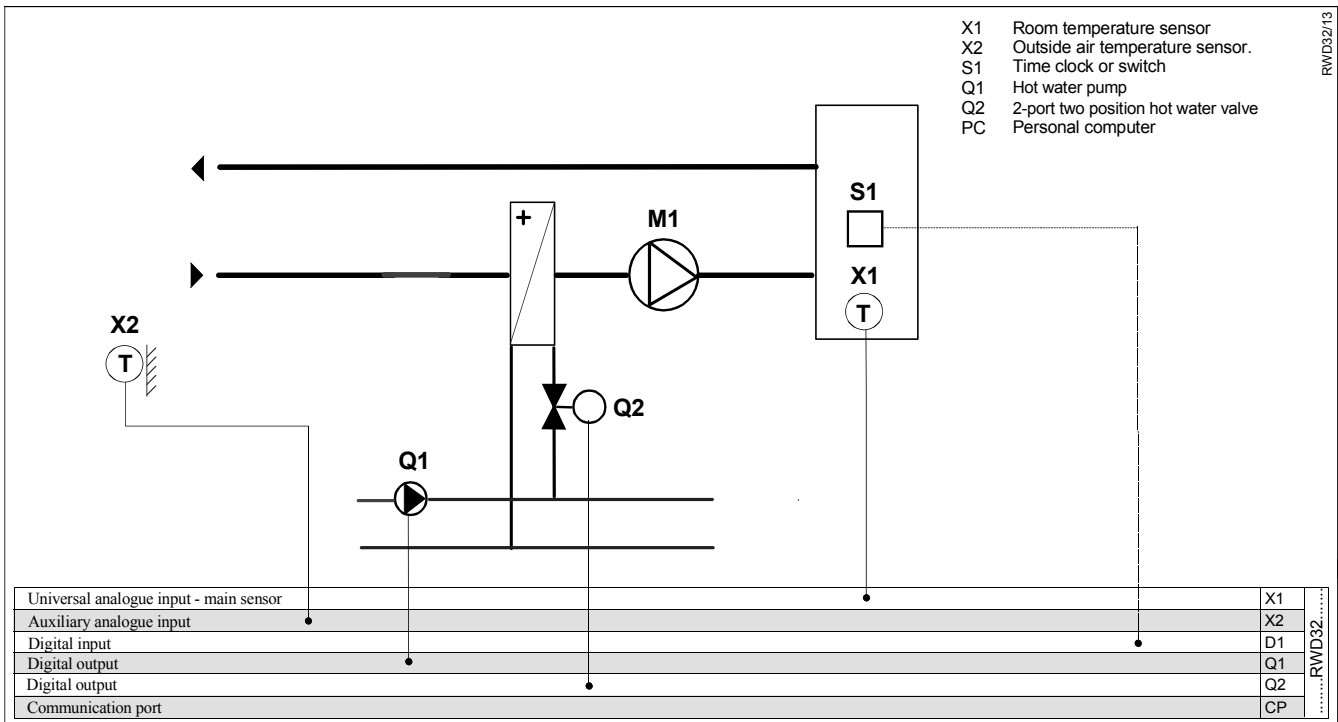 X1 Room temperature sensor
X2 Outside air temperature sensor.
S1 Time clock or switch
Q1 Hot water pump
Q2 2-port two position hot water valve
PC Personal computer
RWD32/13
S1
+
M1
X1
T
X2
T
Q2
Q1
Universal analogue input - main sensor X1
Auxiliary analogue input X2
Digital input D1
Digital output Q1
Digital output Q2
Communication port CP
.......RWD32.......